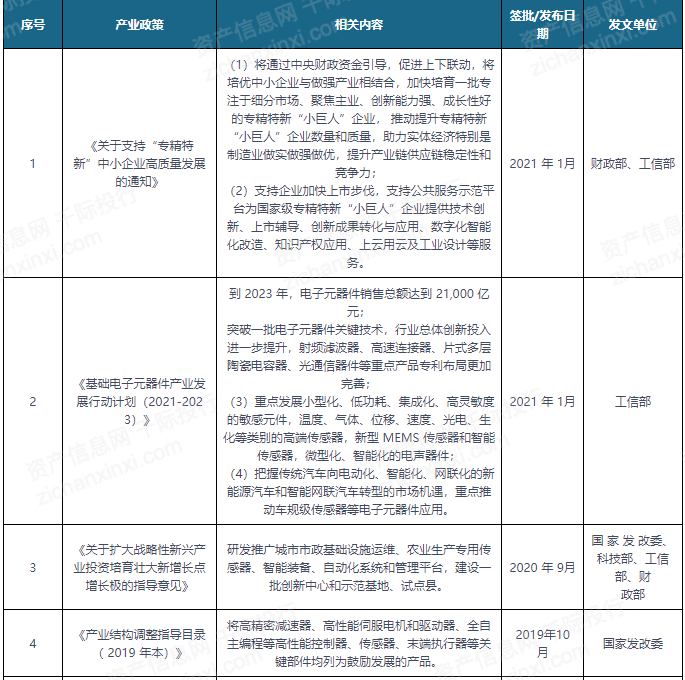 序号
产业政策
相关内容
签批/发布日
期
发文单位
1
《关于支持“专精特
新”中小企业高质量发展
的通知》
（1）将通过中央财政资金引导，促进上下联动，将
培优中小企业与做强产业相结合，加快培育一批专
注于细分市场、聚焦主业、创新能力强、成长性好
的专精特新“小巨人”企业， 推动提升专精特新
“小巨人”企业数量和质量，助力实体经济特别是
制造业做实做强做优，提升产业链供应链稳定性和
竞争力；
（2）支持企业加快上市步伐，支持公共服务示范平
台为国家级专精特新“小巨人”企业提供技术创
新、上市辅导、创新成果转化与应用、数字化智能
化改造、知识产权应用、上云用云及工业设计等服
务。
2021 年 1月
财政部、工信部
2
《基础电子元器件产业发
展行动计划（2021-202
3）》
到 2023 年，电子元器件销售总额达到 21,000 亿
元；
突破一批电子元器件关键技术，行业总体创新投入
进一步提升，射频滤波器、高速连接器、片式多层
陶瓷电容器、光通信器件等重点产品专利布局更加
完善；
（3）重点发展小型化、低功耗、集成化、高灵敏度
的敏感元件，温度、气体、位移、速度、光电、生
化等类别的高端传感器，新型 MEMS 传感器和智能
传感器，微型化、智能化的电声器件；
（4）把握传统汽车向电动化、智能化、网联化的新
能源汽车和智能网联汽车转型的市场机遇，重点推
动车规级传感器等电子元器件应用。
2021 年 1月
工信部
3
《关于扩大战略性新兴产
业投资培育壮大新增长点
增长极的指导意见》
研发推广城市市政基础设施运维、农业生产专用传
感器、智能装备、自动化系统和管理平台，建设一
批创新中心和示范基地、试点县。
2020 年 9月
国 家 发 改委、
科技部、工信
部、财
政部
4
《产业结构调整指导目录
（ 2019 年本）》
将高精密减速器、高性能伺服电机和驱动器、全自
主编程等高性能控制器、传感器、末端执行器等关
键部件均列为鼓励发展的产品。
2019年10
月
国家发改委
资产信息网 千际投行
zichanxinxi.com